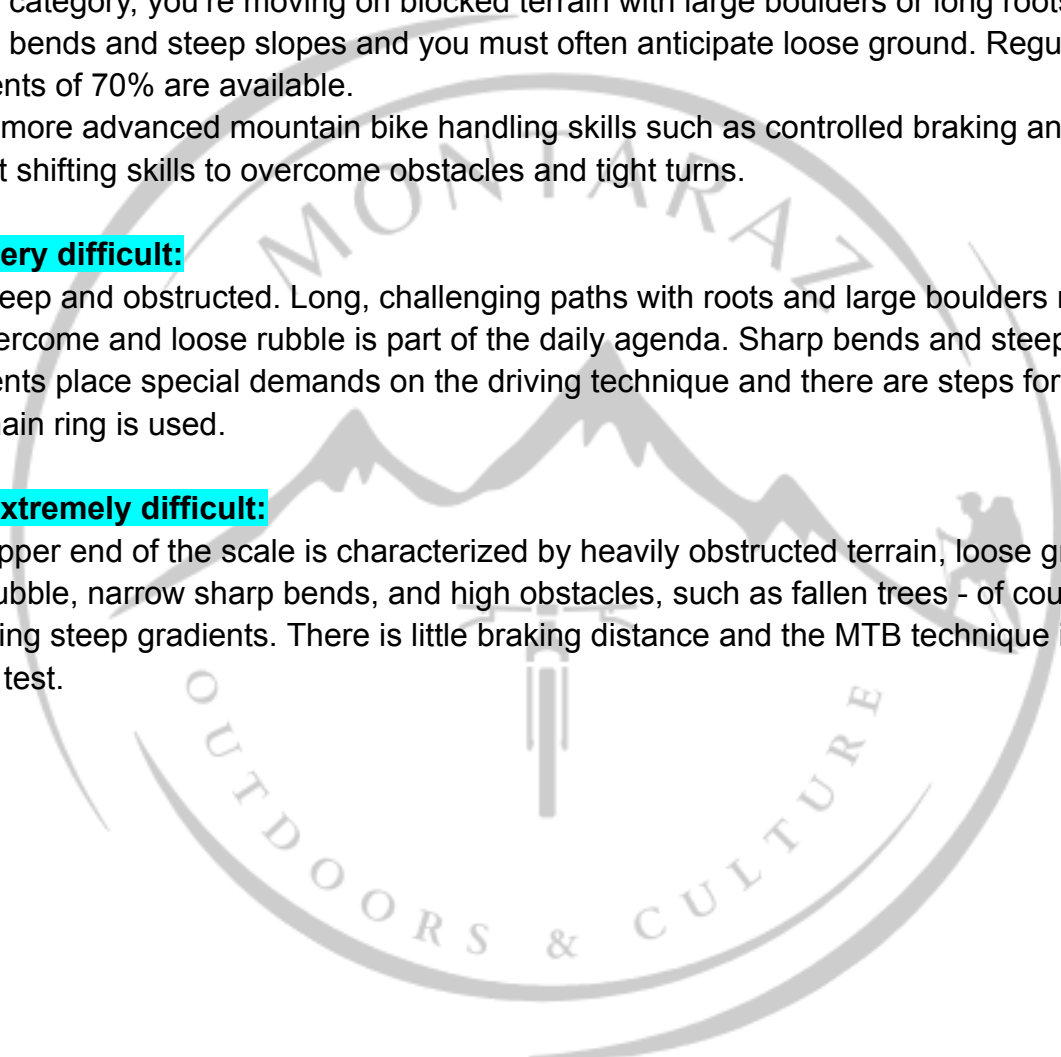 category, you're moving on blocked terrain with large boulders or long roots
bends and steep slopes and you must often anticipate loose ground. Regu
ents of 70% are available.
more advanced mountain bike handling skills such as controlled braking an
t shifting skills to overcome obstacles and tight turns.
ery difficult:
eep and obstructed. Long, challenging paths with roots and large boulders
ercome and loose rubble is part of the daily agenda. Sharp bends and steep
ents place special demands on the driving technique and there are steps for
ain ring is used.
xtremely difficult:
pper end of the scale is characterized by heavily obstructed terrain, loose g
ubble, narrow sharp bends, and high obstacles, such as fallen trees - of cou
ing steep gradients. There is little braking distance and the MTB technique
test.
MONTARAZ
OUTDOORS & CULTURE